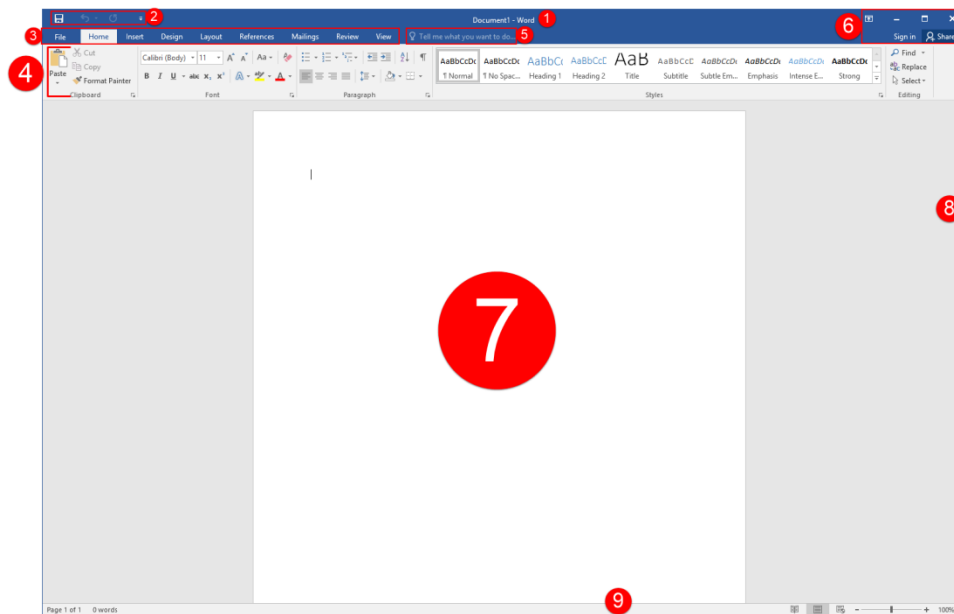 2 Document1 - Word 1 6
3 File Home Insert Design Layout References Mailings Review View Tell me what you want to do... 5 Sign in Share
4 Paste Cut Calibri (Body) 11 A A Aa AaBbCcDc AaBbCcDc AaBbC( AaBbCcC AaB AaBbCcC AaBbCcDc AaBbCcDc AaBbCcDc AaBbCcDc Find
Copy Replace
Format Painter B I U abc x, x' A ab A ¶ Normal ¶ No Spac... Heading 1 Heading 2 Title Subtitle Subtle Em... Emphasis Intense E... Strong Select
Clipboard Font Paragraph Styles Editing
8
7
9
Page 1 of 1 0 words 100%